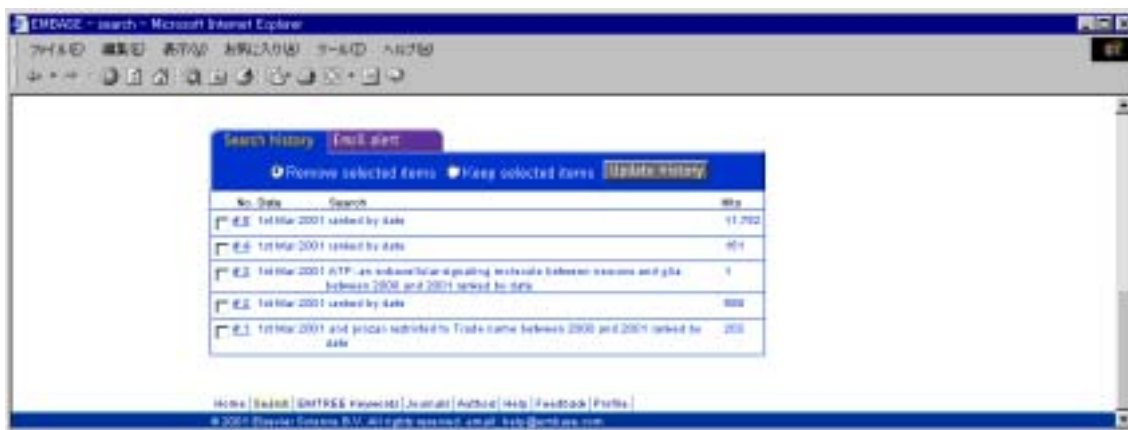 EMBASE - search - Microsoft Internet Explorer
ファイル(F) 編集(E) 表示(V) お気に入り(A) ツール(T) ヘルプ(H)
Search history Email alert
Remove selected items Keep selected items Update History
No. Date Search Hits
1st Mar 2001 ranked by date 11,702
1st Mar 2001 ranked by date
#.3 1st Mar 2001 ATP: an extracellular signaling molecule between neurons and glia 1
between 2000 and 2001 ranked by date
#.2 1st Mar 2001 ranked by date
#.1 1st Mar 2001 and prozac restricted to Trade name between 2000 and 2001 ranked by
date
Home | Search | EMTREE Keywords | Journals | Authors | Help | Feedback | Profile |
© 2001 Elsevier Science B.V. All rights reserved. email: help@embase.com